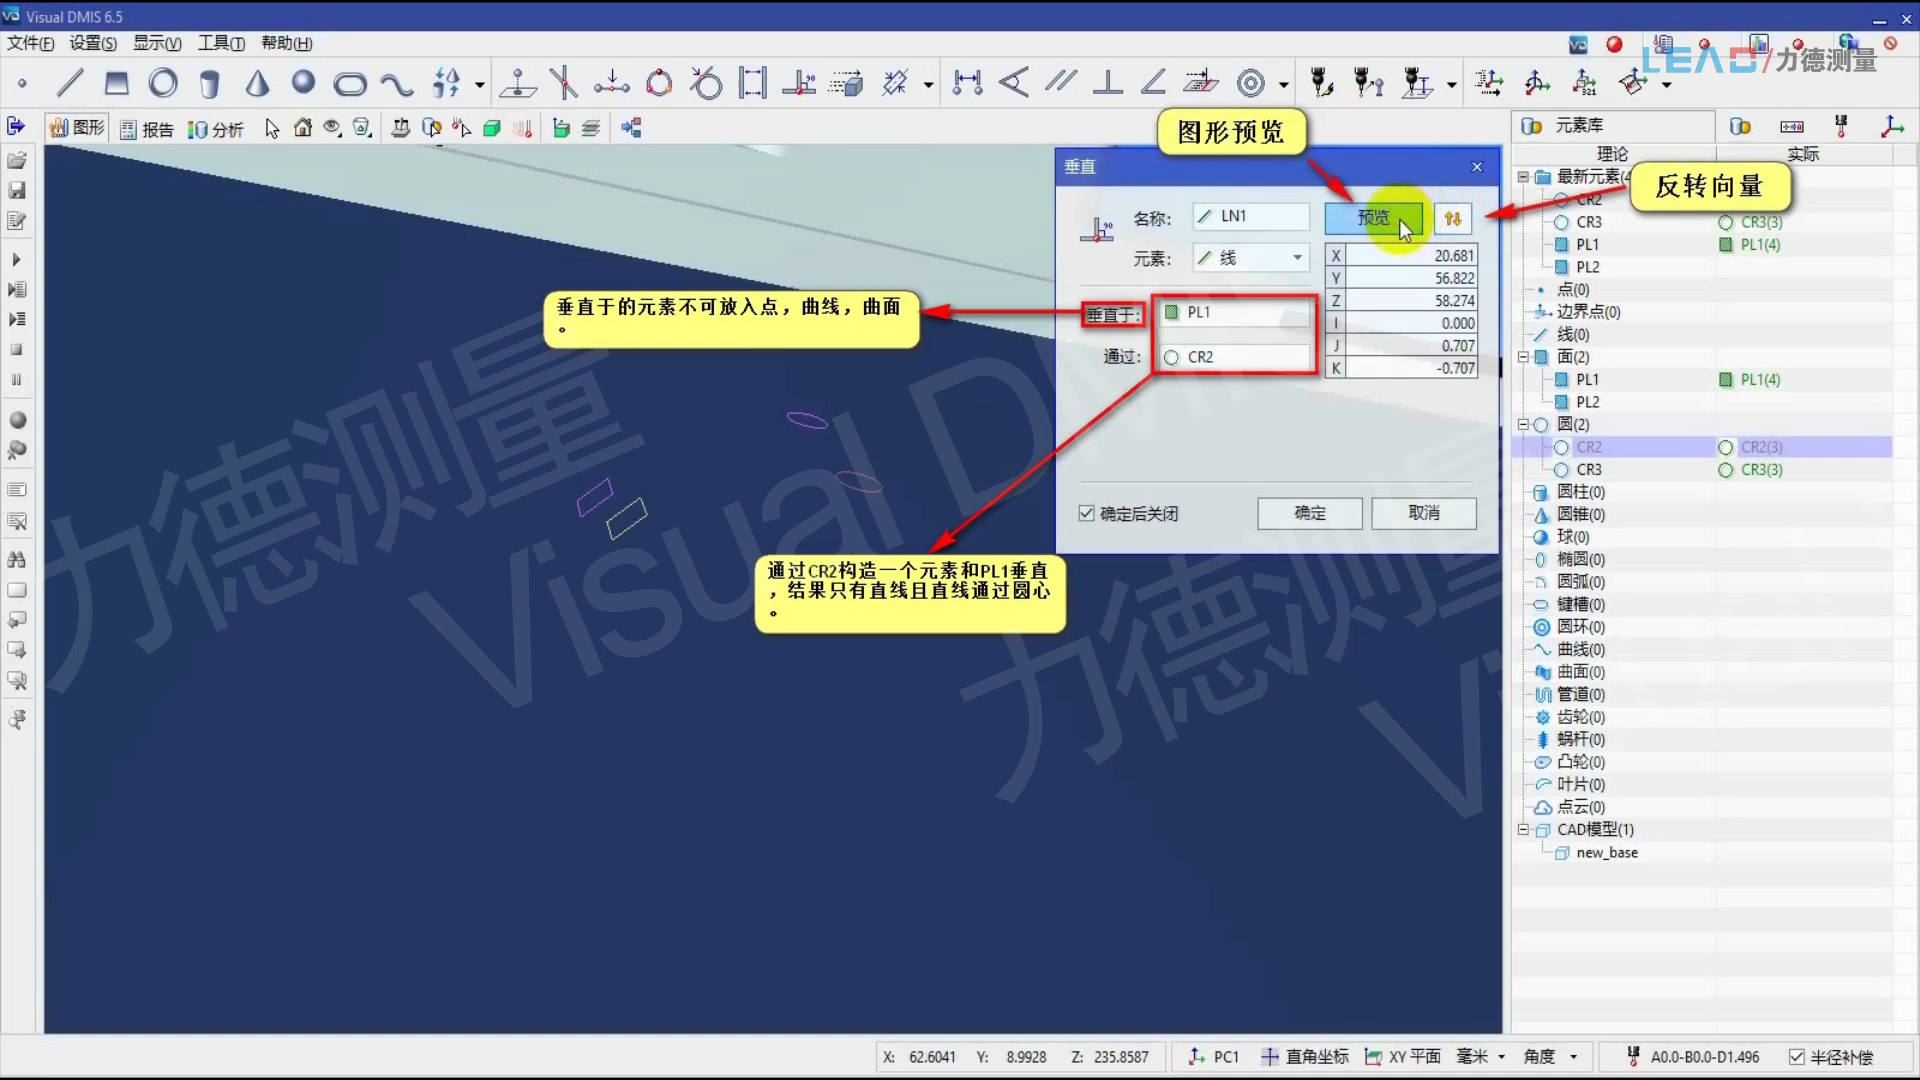 Visual DMIS 6.5
文件(F) 设置(S) 显示(V) 工具(T) 帮助(H)
LEAD/力德测量
图形 报告 分析
元素库
理论 实际
图形预览
反转向量
垂直
名称: LN1 预览
元素: 线
X 20.681
Y 56.822
Z 58.274
I 0.000
J 0.707
K -0.707
垂直于: PL1
通过: CR2
确定后关闭 确定 取消
垂直于的元素不可放入点，曲线，曲面
。
通过CR2构造一个元素和PL1垂直
，结果只有直线且直线通过圆心
。
最新元素(4
CR2
CR3 CR3(3)
PL1 PL1(4)
PL2
点(0)
边界点(0)
线(0)
面(2)
PL1 PL1(4)
PL2
圆(2)
CR2 CR2(3)
CR3 CR3(3)
圆柱(0)
圆锥(0)
球(0)
椭圆(0)
圆弧(0)
键槽(0)
圆环(0)
曲线(0)
曲面(0)
管道(0)
齿轮(0)
蜗杆(0)
凸轮(0)
叶片(0)
点云(0)
CAD模型(1)
new_base
力德测量
Visual DMI
力德测量
Vi
X: 62.6041 Y: 8.9928 Z: 235.8587 PC1 直角坐标 XY 平面 毫米 角度 A0.0-B0.0-D1.496 半径补偿